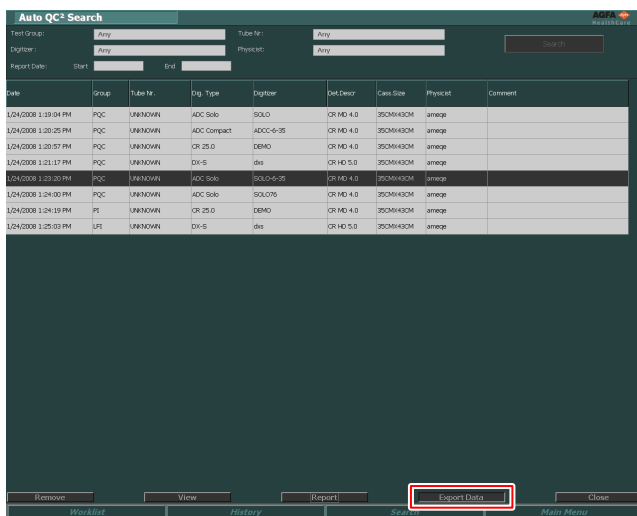 Auto QC² Search
AGFA
HealthCare
Test Group: Any Tube Nr: Any
Digitizer: Any Physicist: Any
Search
Report Date: Start End
Date Group Tube Nr. Dig. Type Digitizer Det.Descr Cass.Size Physicist Comment
1/24/2008 1:19:04 PM PQC UNKNOWN ADC Solo SOLO CR MD 4.0 35CMX43CM ameqe
1/24/2008 1:20:25 PM PQC UNKNOWN ADC Compact ADCC-6-35 CR MD 4.0 35CMX43CM ameqe
1/24/2008 1:20:57 PM PQC UNKNOWN CR 25.0 DEMO CR MD 4.0 35CMX43CM ameqe
1/24/2008 1:21:17 PM PQC UNKNOWN DX-S dxs CR HD 5.0 35CMX43CM ameqe
1/24/2008 1:23:20 PM PQC UNKNOWN ADC Solo SOLO-6-35 CR MD 4.0 35CMX43CM ameqe
1/24/2008 1:24:00 PM PQC UNKNOWN ADC Solo SOLO76 CR MD 4.0 35CMX43CM ameqe
1/24/2008 1:24:19 PM PI UNKNOWN CR 25.0 DEMO CR MD 4.0 35CMX43CM ameqe
1/24/2008 1:25:03 PM LFI UNKNOWN DX-S dxs CR HD 5.0 35CMX43CM ameqe
Remove View Report Export Data Close
Worklist History Search Main Menu